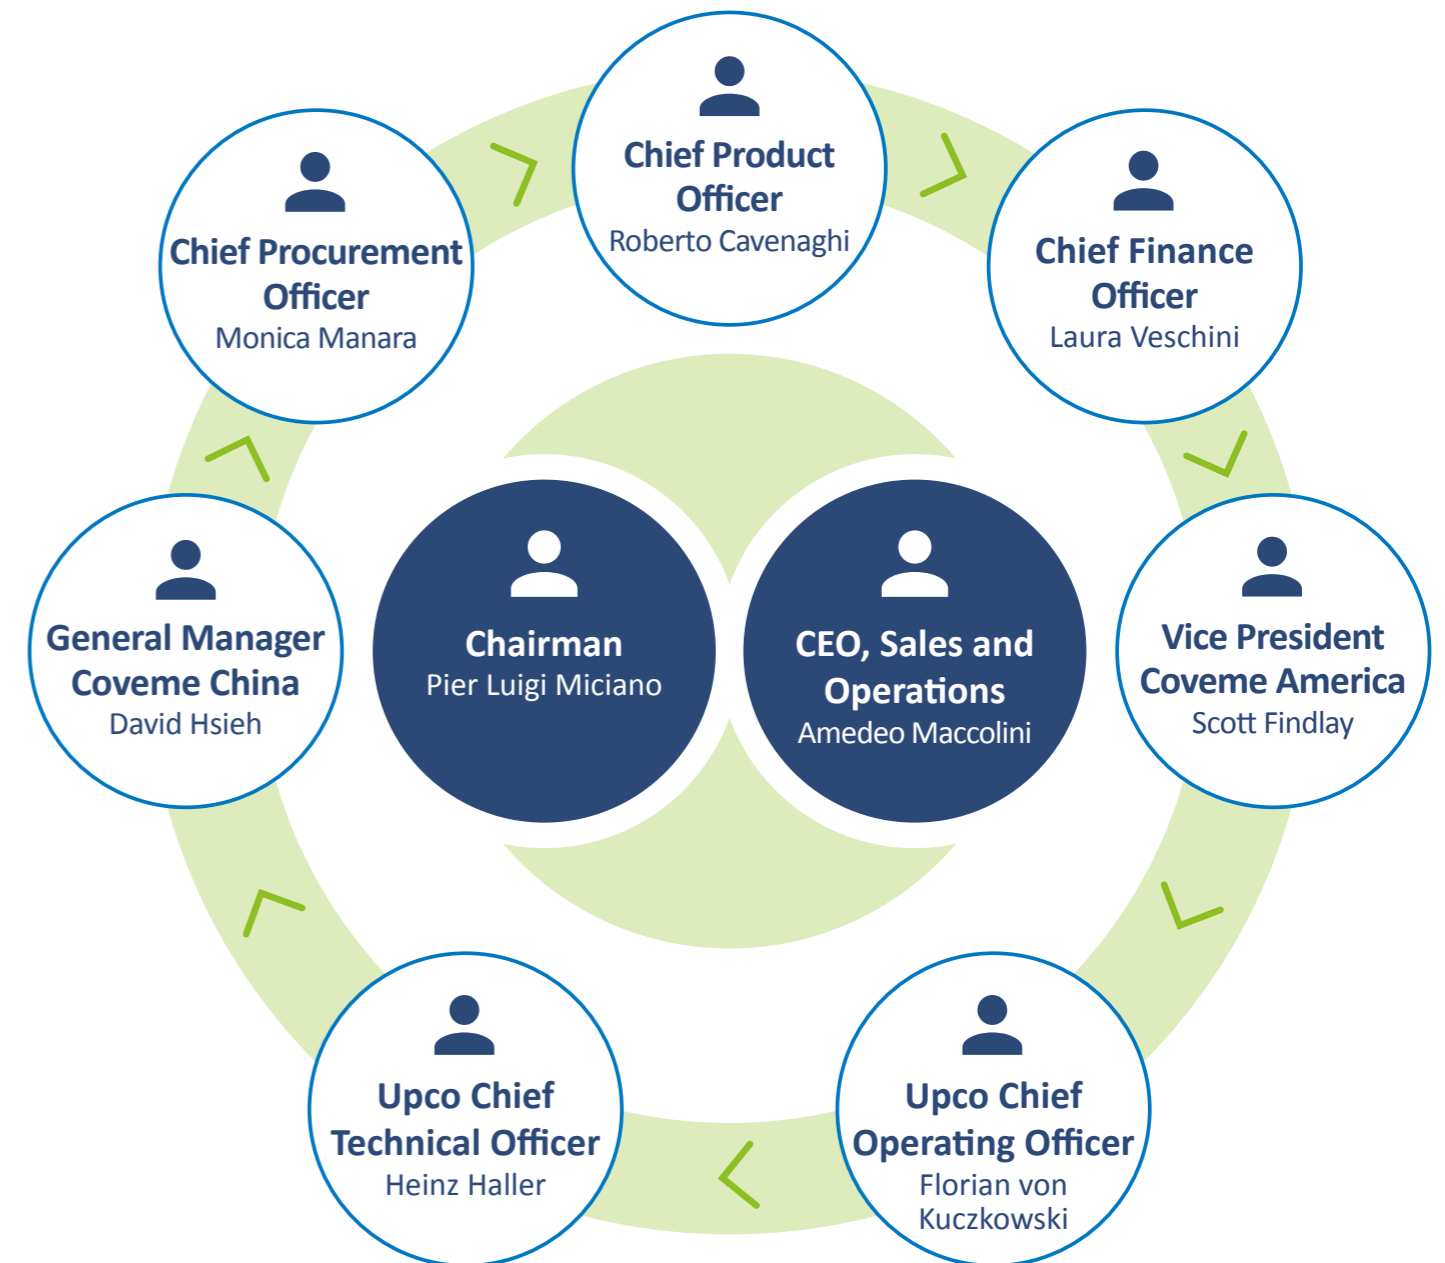 Chief Product
Officer
Roberto Cavenaghi
Chief Procurement
Officer
Monica Manara
Chief Finance
Officer
Laura Veschini
General Manager
Coveme China
David Hsieh
Chairman
Pier Luigi Miciano
CEO, Sales and
Operations
Amedeo Maccolini
Vice President
Coveme America
Scott Findlay
Upco Chief
Technical Officer
Heinz Haller
Upco Chief
Operating Officer
Florian von
Kuczkowski